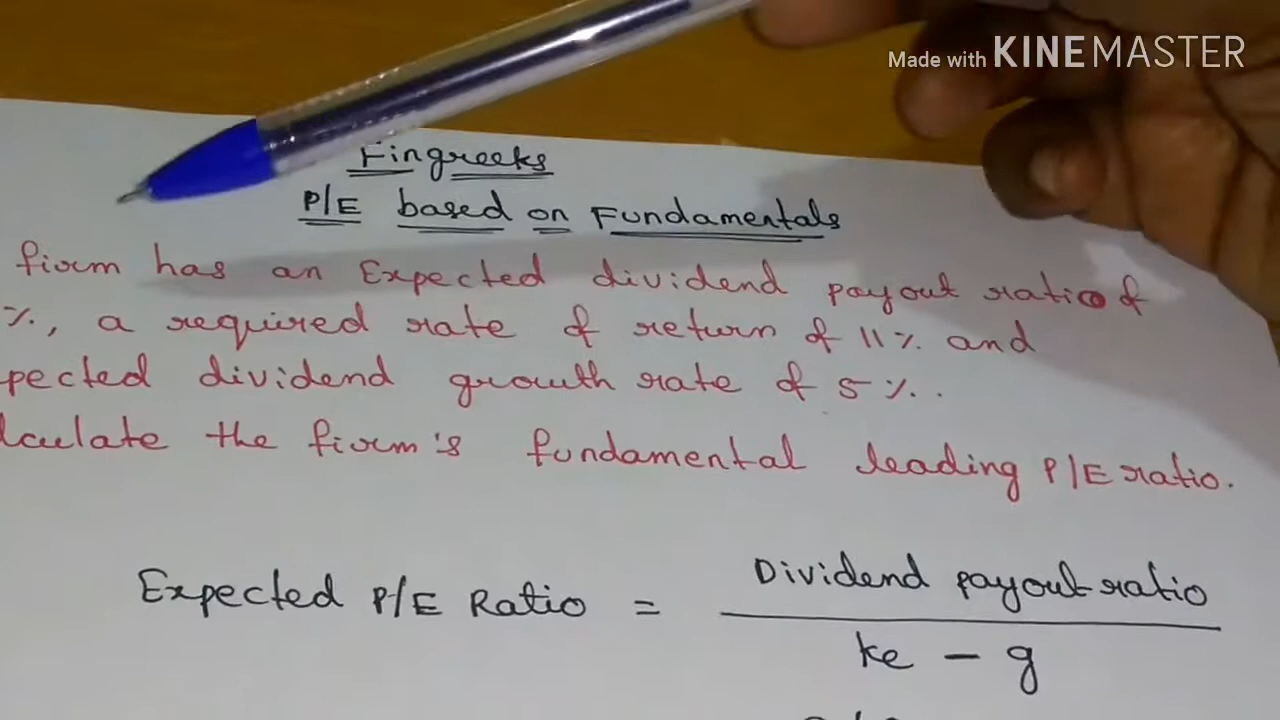 Made with KINEMASTER
Fingreeks
P/E based on Fundamentals
firm has an Expected dividend payout ratio of
%, a required rate of return of 11% and
pected dividend growth rate of 5%.
lculate the firm's fundamental leading P/E ratio.
Expected P/E Ratio = Dividend payout ratio
ke - g